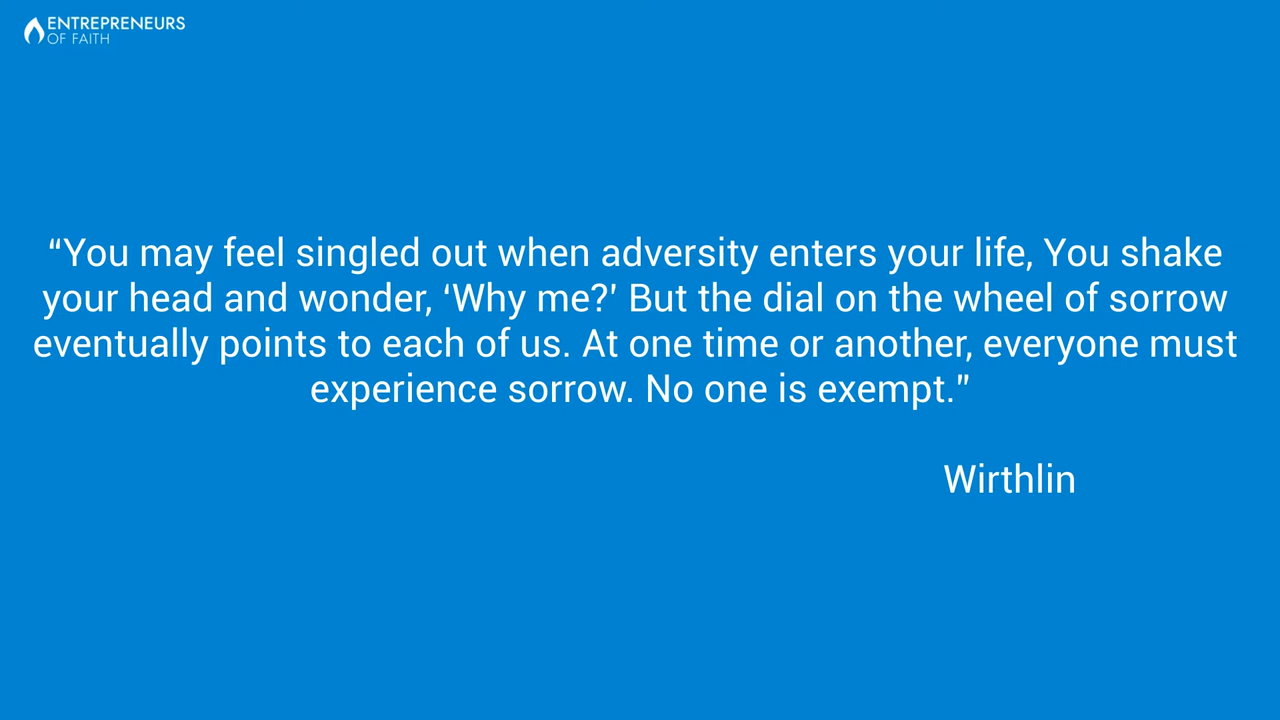 ENTREPRENEURS
OF FAITH
“You may feel singled out when adversity enters your life, You shake
your head and wonder, ‘Why me?’ But the dial on the wheel of sorrow
eventually points to each of us. At one time or another, everyone must
experience sorrow. No one is exempt.”
Wirthlin